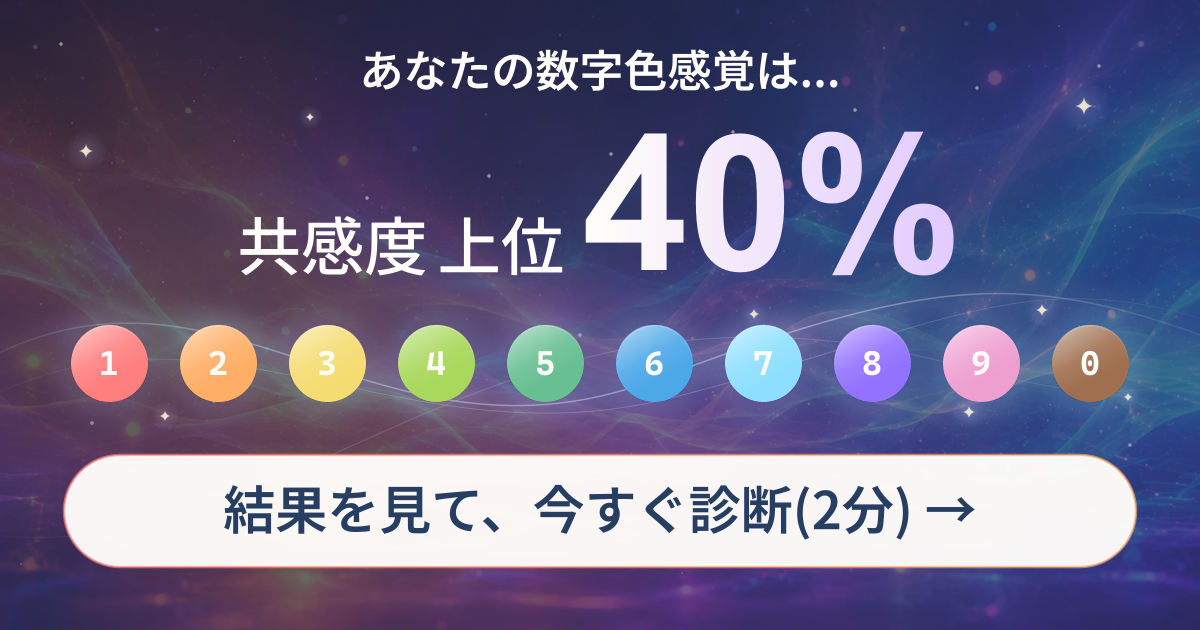 あなたの数字色感覚は...
共感度 上位 40%
1 2 3 4 5 6 7 8 9 0
結果を見て、今すぐ診断(2分) →